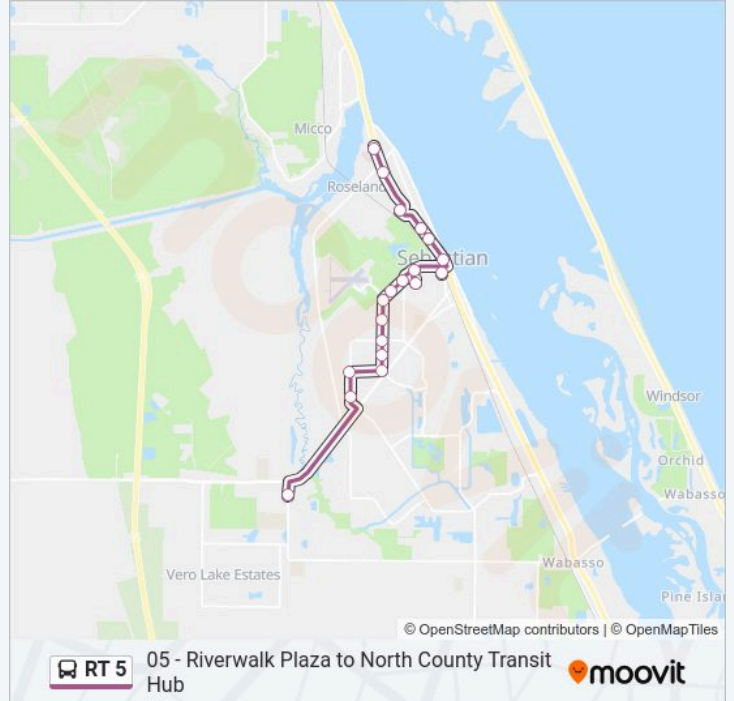 Micco
Roseland
Sebastian
Windsor
Orchid
Wabasso
Wabasso
Vero Lake Estates
Pine Islan
© OpenStreetMap contributors | © OpenMapTiles
RT 5
05 - Riverwalk Plaza to North County Transit
Hub
moovit